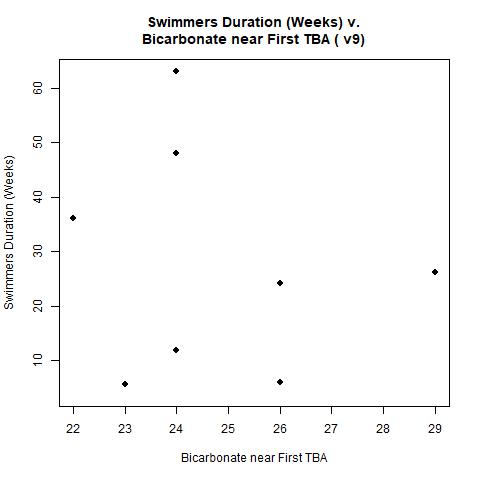 Swimmers Duration (Weeks) v.
Bicarbonate near First TBA ( v9)
Swimmers Duration (Weeks)
60
50
40
30
20
10
22 23 24 25 26 27 28 29
Bicarbonate near First TBA